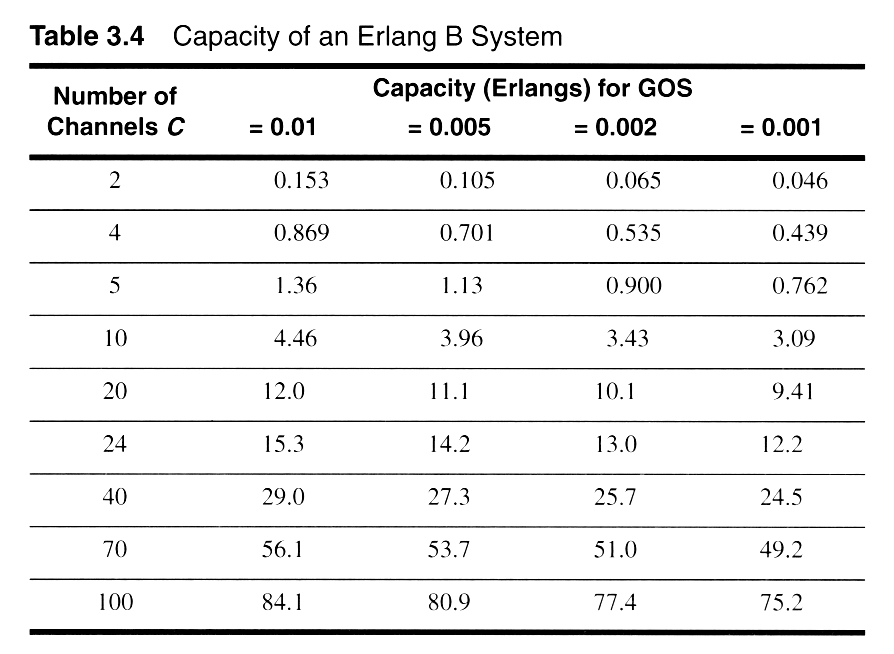 Table 3.4 Capacity of an Erlang B System
Number of Channels C Capacity (Erlangs) for GOS
= 0.01 = 0.005 = 0.002 = 0.001
2 0.153 0.105 0.065 0.046
4 0.869 0.701 0.535 0.439
5 1.36 1.13 0.900 0.762
10 4.46 3.96 3.43 3.09
20 12.0 11.1 10.1 9.41
24 15.3 14.2 13.0 12.2
40 29.0 27.3 25.7 24.5
70 56.1 53.7 51.0 49.2
100 84.1 80.9 77.4 75.2